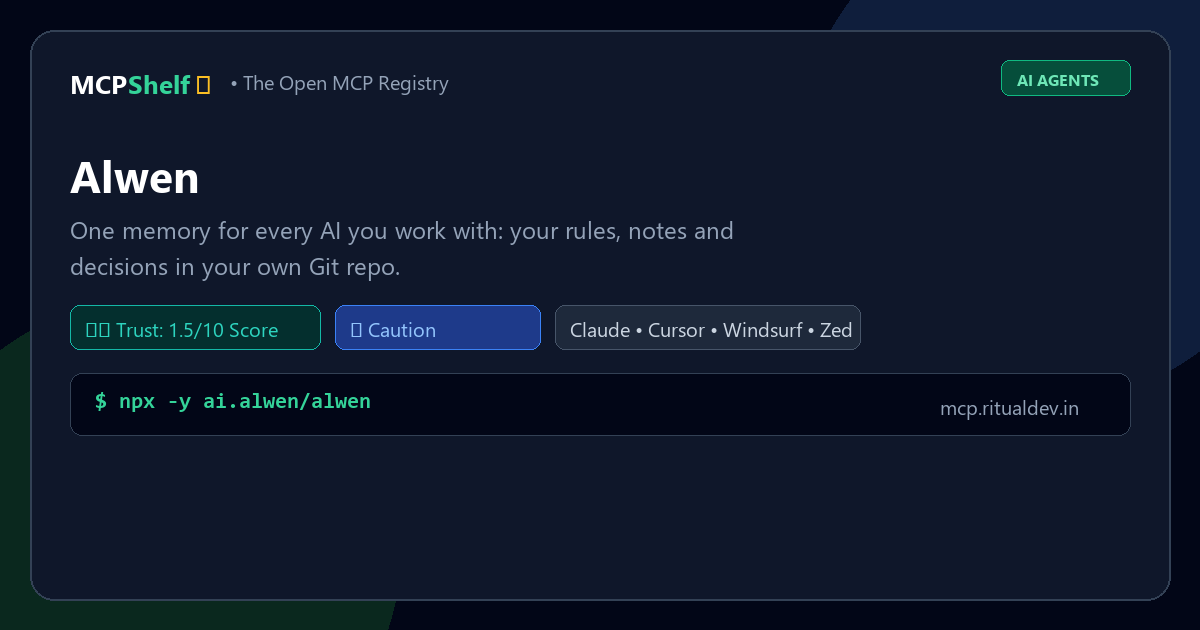 MCPShelf • The Open MCP Registry
AI AGENTS
Alwen
One memory for every AI you work with: your rules, notes and
decisions in your own Git repo.
Trust: 1.5/10 Score
Caution
Claude • Cursor • Windsurf • Zed
$ npx -y ai.alwen/alwen
mcp.ritualdev.in